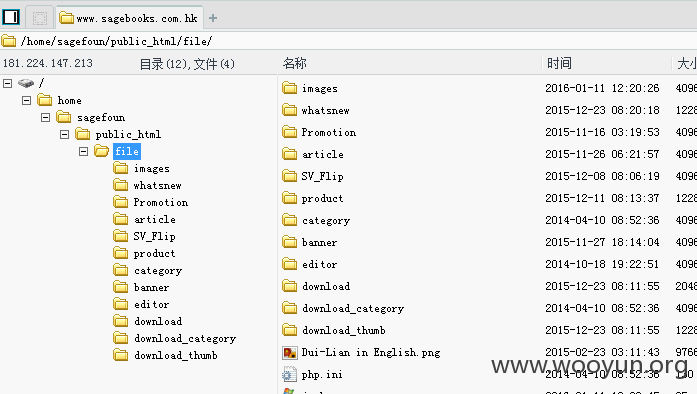 www.sagebooks.com.hk
/home/sagefoun/public_html/file/
181.224.147.213 目录(12),文件(4) 名称 时间 大小
/
home
sagefoun
public_html
file
images
whatsnew
Promotion
article
SV_Flip
product
category
banner
editor
download
download_category
download_thumb
images 2016-01-11 12:20:26 4096
whatsnew 2015-12-23 08:20:18 1228
Promotion 2015-11-16 03:19:53 4096
article 2015-11-26 06:21:57 4096
SV_Flip 2015-12-08 08:06:19 4096
product 2015-12-11 08:13:37 1228
category 2014-04-10 08:52:36 4096
banner 2015-11-27 18:14:04 4096
editor 2014-10-18 19:22:51 4096
download 2015-12-23 08:11:55 2048
download_category 2014-04-10 08:52:36 4096
download_thumb 2015-12-23 08:11:55 1228
Dui-Lian in English.png 2015-02-23 03:11:43 9766
php.ini 2014-04-10 08:52:36
www.wooyun.org